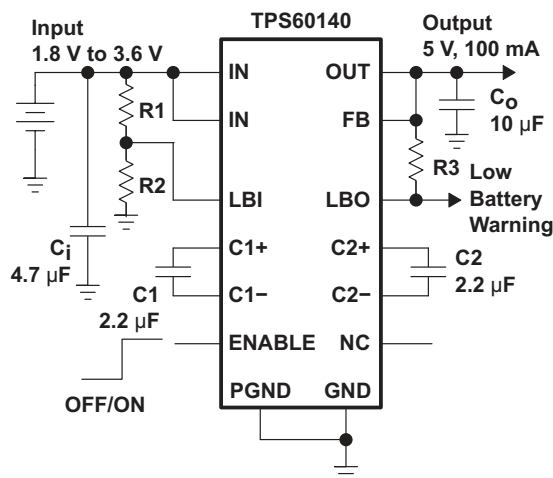 TPS60140
Input
1.8 V to 3.6 V
Output
5 V, 100 mA
IN
OUT
R1
IN
FB
Co
10 µF
R2
R3
Low
Battery
Warning
LBI
LBO
Ci
4.7 µF
C1+
C2+
C1
2.2 µF
C1−
C2−
C2
2.2 µF
ENABLE
NC
OFF/ON
PGND
GND